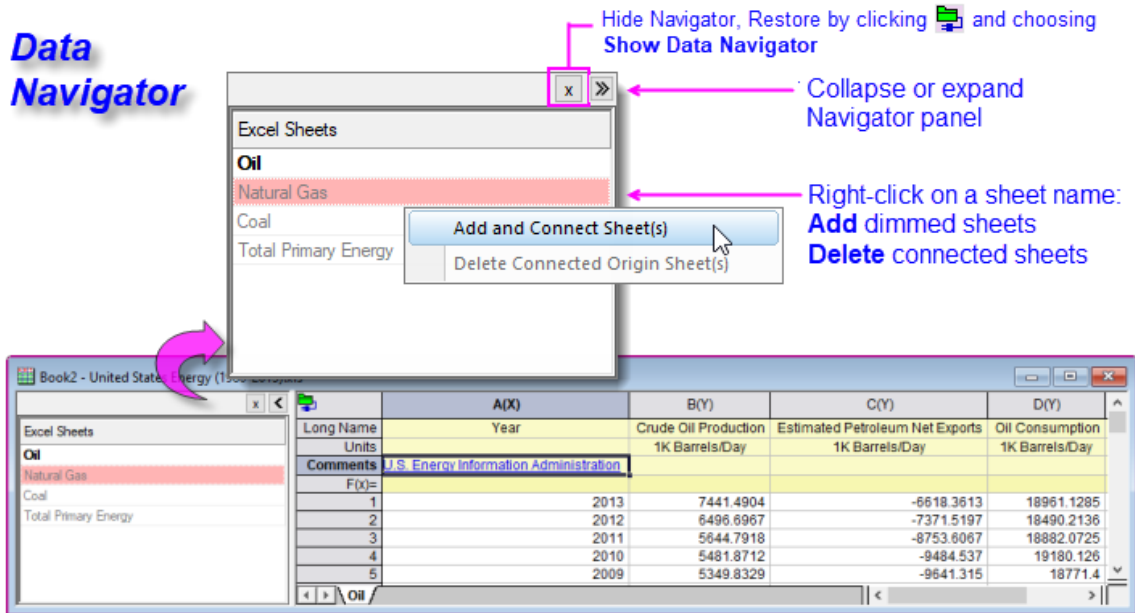 Data
Navigator
Hide Navigator, Restore by clicking and choosing
Show Data Navigator
x »
Collapse or expand
Navigator panel
Excel Sheets
Oil
Natural Gas
Coal
Total Primary Energy
Add and Connect Sheet(s)
Delete Connected Origin Sheet(s)
Right-click on a sheet name:
Add dimmed sheets
Delete connected sheets
Book2 - United States Energy
x <
Excel Sheets
Oil
Natural Gas
Coal
Total Primary Energy
A(X) B(Y) C(Y) D(Y)
Long Name Year Crude Oil Production Estimated Petroleum Net Exports Oil Consumption
Units 1K Barrels/Day 1K Barrels/Day 1K Barrels/Day
Comments U.S. Energy Information Administration
F(x)=
1 2013 7441.4904 -6618.3613 18961.1285
2 2012 6496.6967 -7371.5197 18490.2136
3 2011 5644.7918 -8753.6067 18882.0725
4 2010 5481.8712 -9484.537 19180.126
5 2009 5349.8329 -9641.315 18771.4
Oil